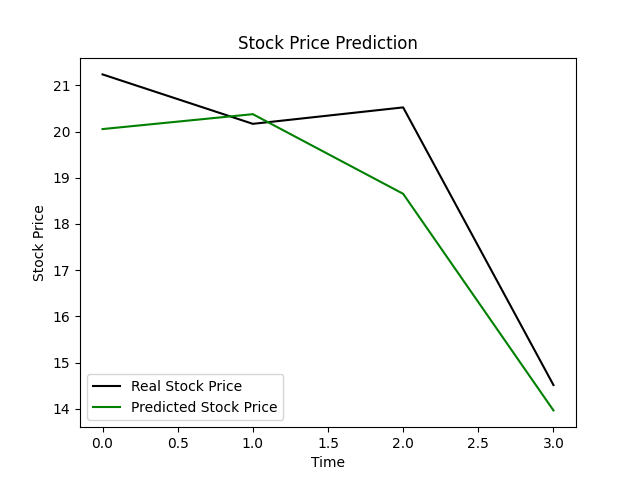 Stock Price Prediction
Stock Price
21
20
19
18
17
16
15
14
Real Stock Price
Predicted Stock Price
0.0 0.5 1.0 1.5 2.0 2.5 3.0
Time